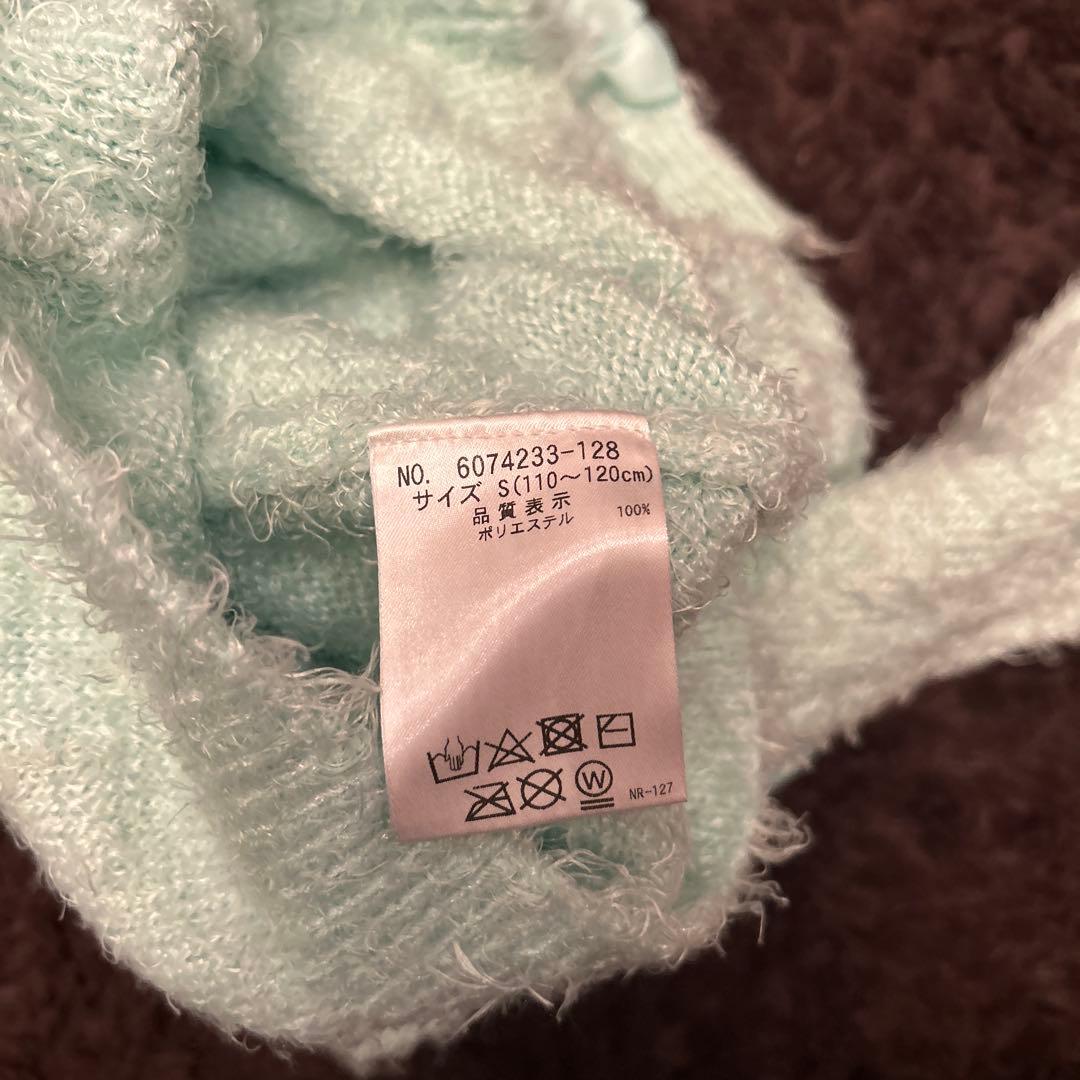 NO. 6074233-128
サイズ S(110～120cm)
品質表示
ポリエステル 100%
W
NR-127